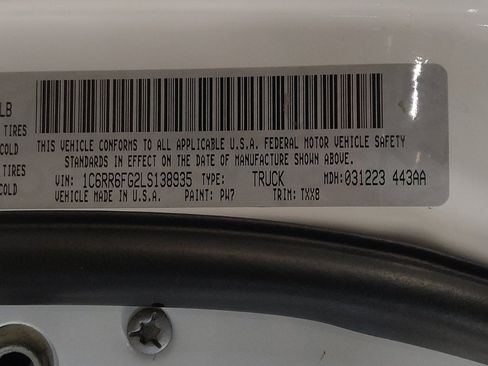 LB
TIRES
COLD
TIRES
COLD
THIS VEHICLE CONFORMS TO ALL APPLICABLE U.S.A. FEDERAL MOTOR VEHICLE SAFETY
STANDARDS IN EFFECT ON THE DATE OF MANUFACTURE SHOWN ABOVE.
VIN: 1C6RR6FG2LS138935 TYPE: TRUCK MDH: 031223 443AA
VEHICLE MADE IN U.S.A. PAINT: PW7 TRIM: TXX8